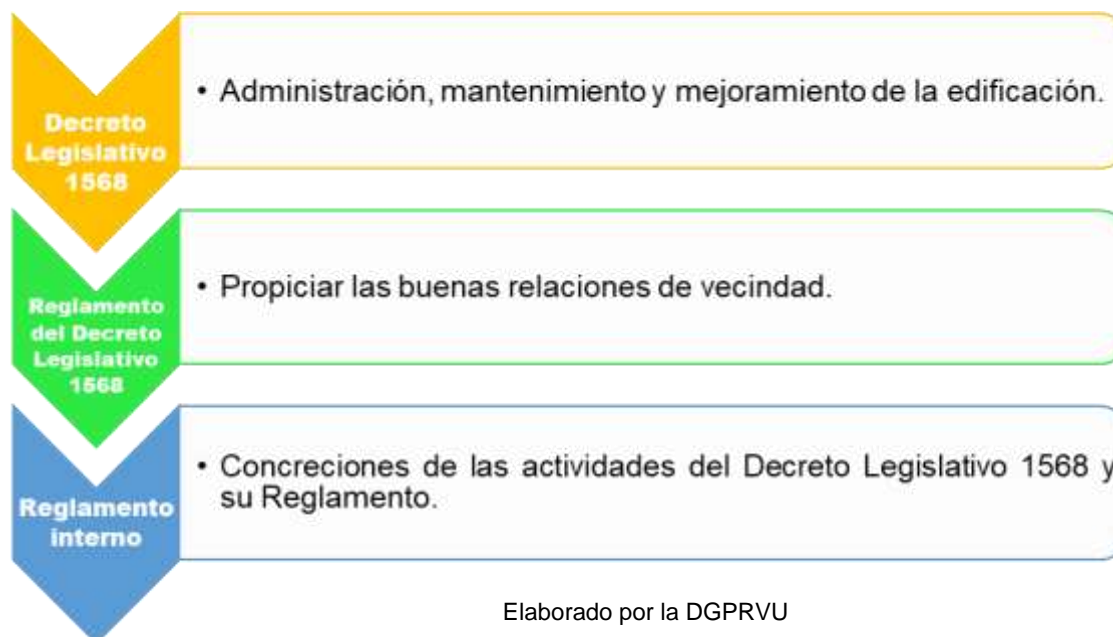 Decreto
Legislativo
1568
• Administración, mantenimiento y mejoramiento de la edificación.
Reglamento
del Decreto
Legislativo
1568
• Propiciar las buenas relaciones de vecindad.
Reglamento
interno
• Concreciones de las actividades del Decreto Legislativo 1568 y
su Reglamento.
Elaborado por la DGPRVU